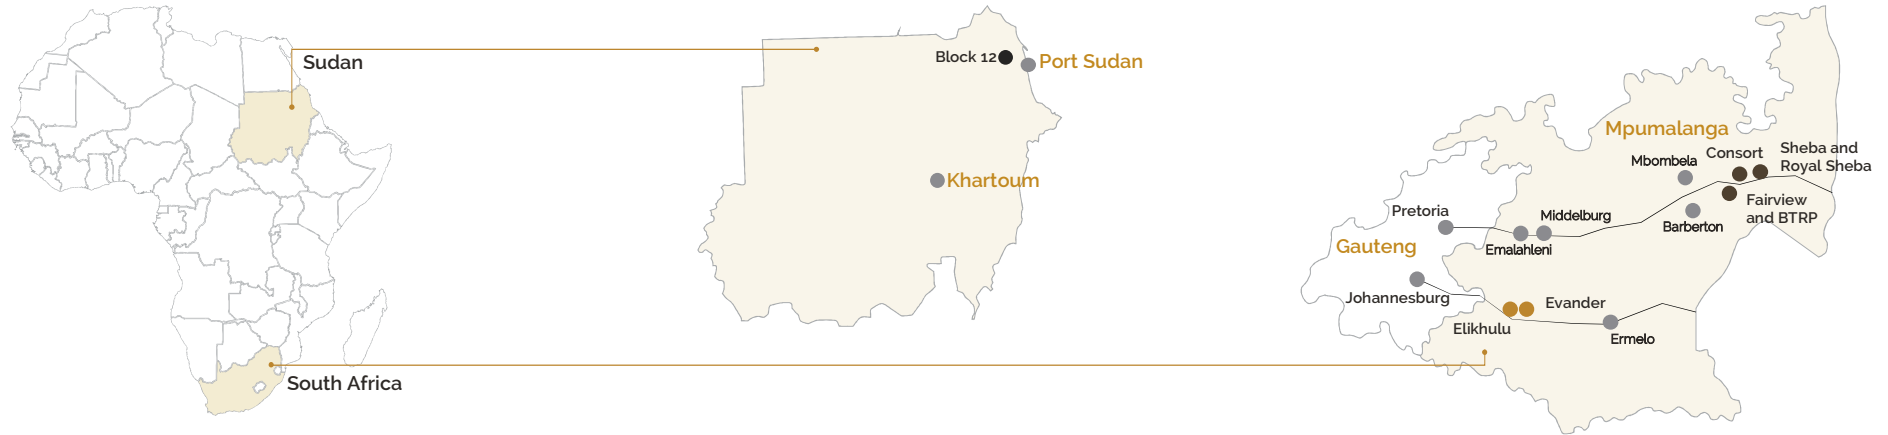 Sudan
South Africa
Block 12
Port Sudan
Khartoum
Mpumalanga
Mbombela
Consort
Sheba and
Royal Sheba
Fairview
and BTRP
Barberton
Pretoria
Middelburg
Emalahleni
Gauteng
Johannesburg
Evander
Elikhulu
Ermelo